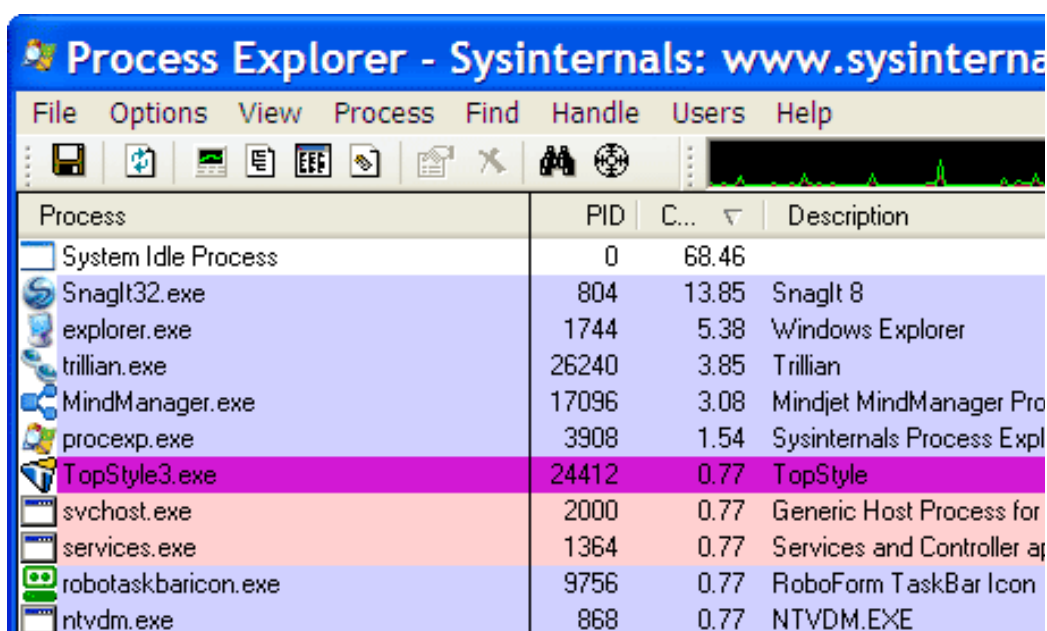 Process Explorer - Sysinternals: www.sysinterna
File Options View Process Find Handle Users Help
Process PID C... Description
System Idle Process 0 68.46
SnagIt32.exe 804 13.85 SnagIt 8
explorer.exe 1744 5.38 Windows Explorer
trillian.exe 26240 3.85 Trillian
MindManager.exe 17096 3.08 Mindjet MindManager Pro
procexp.exe 3908 1.54 Sysinternals Process Expl
TopStyle3.exe 24412 0.77 TopStyle
svchost.exe 2000 0.77 Generic Host Process for
services.exe 1364 0.77 Services and Controller ap
robotaskbaricon.exe 9756 0.77 RoboForm TaskBar Icon
ntvdm.exe 868 0.77 NTVDM.EXE